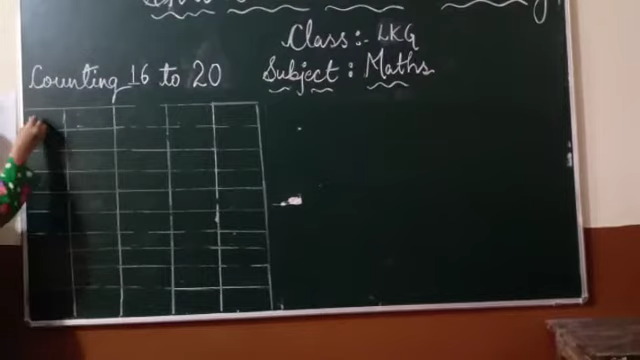 Class :- LKG
Counting 16 to 20
Subject : Maths